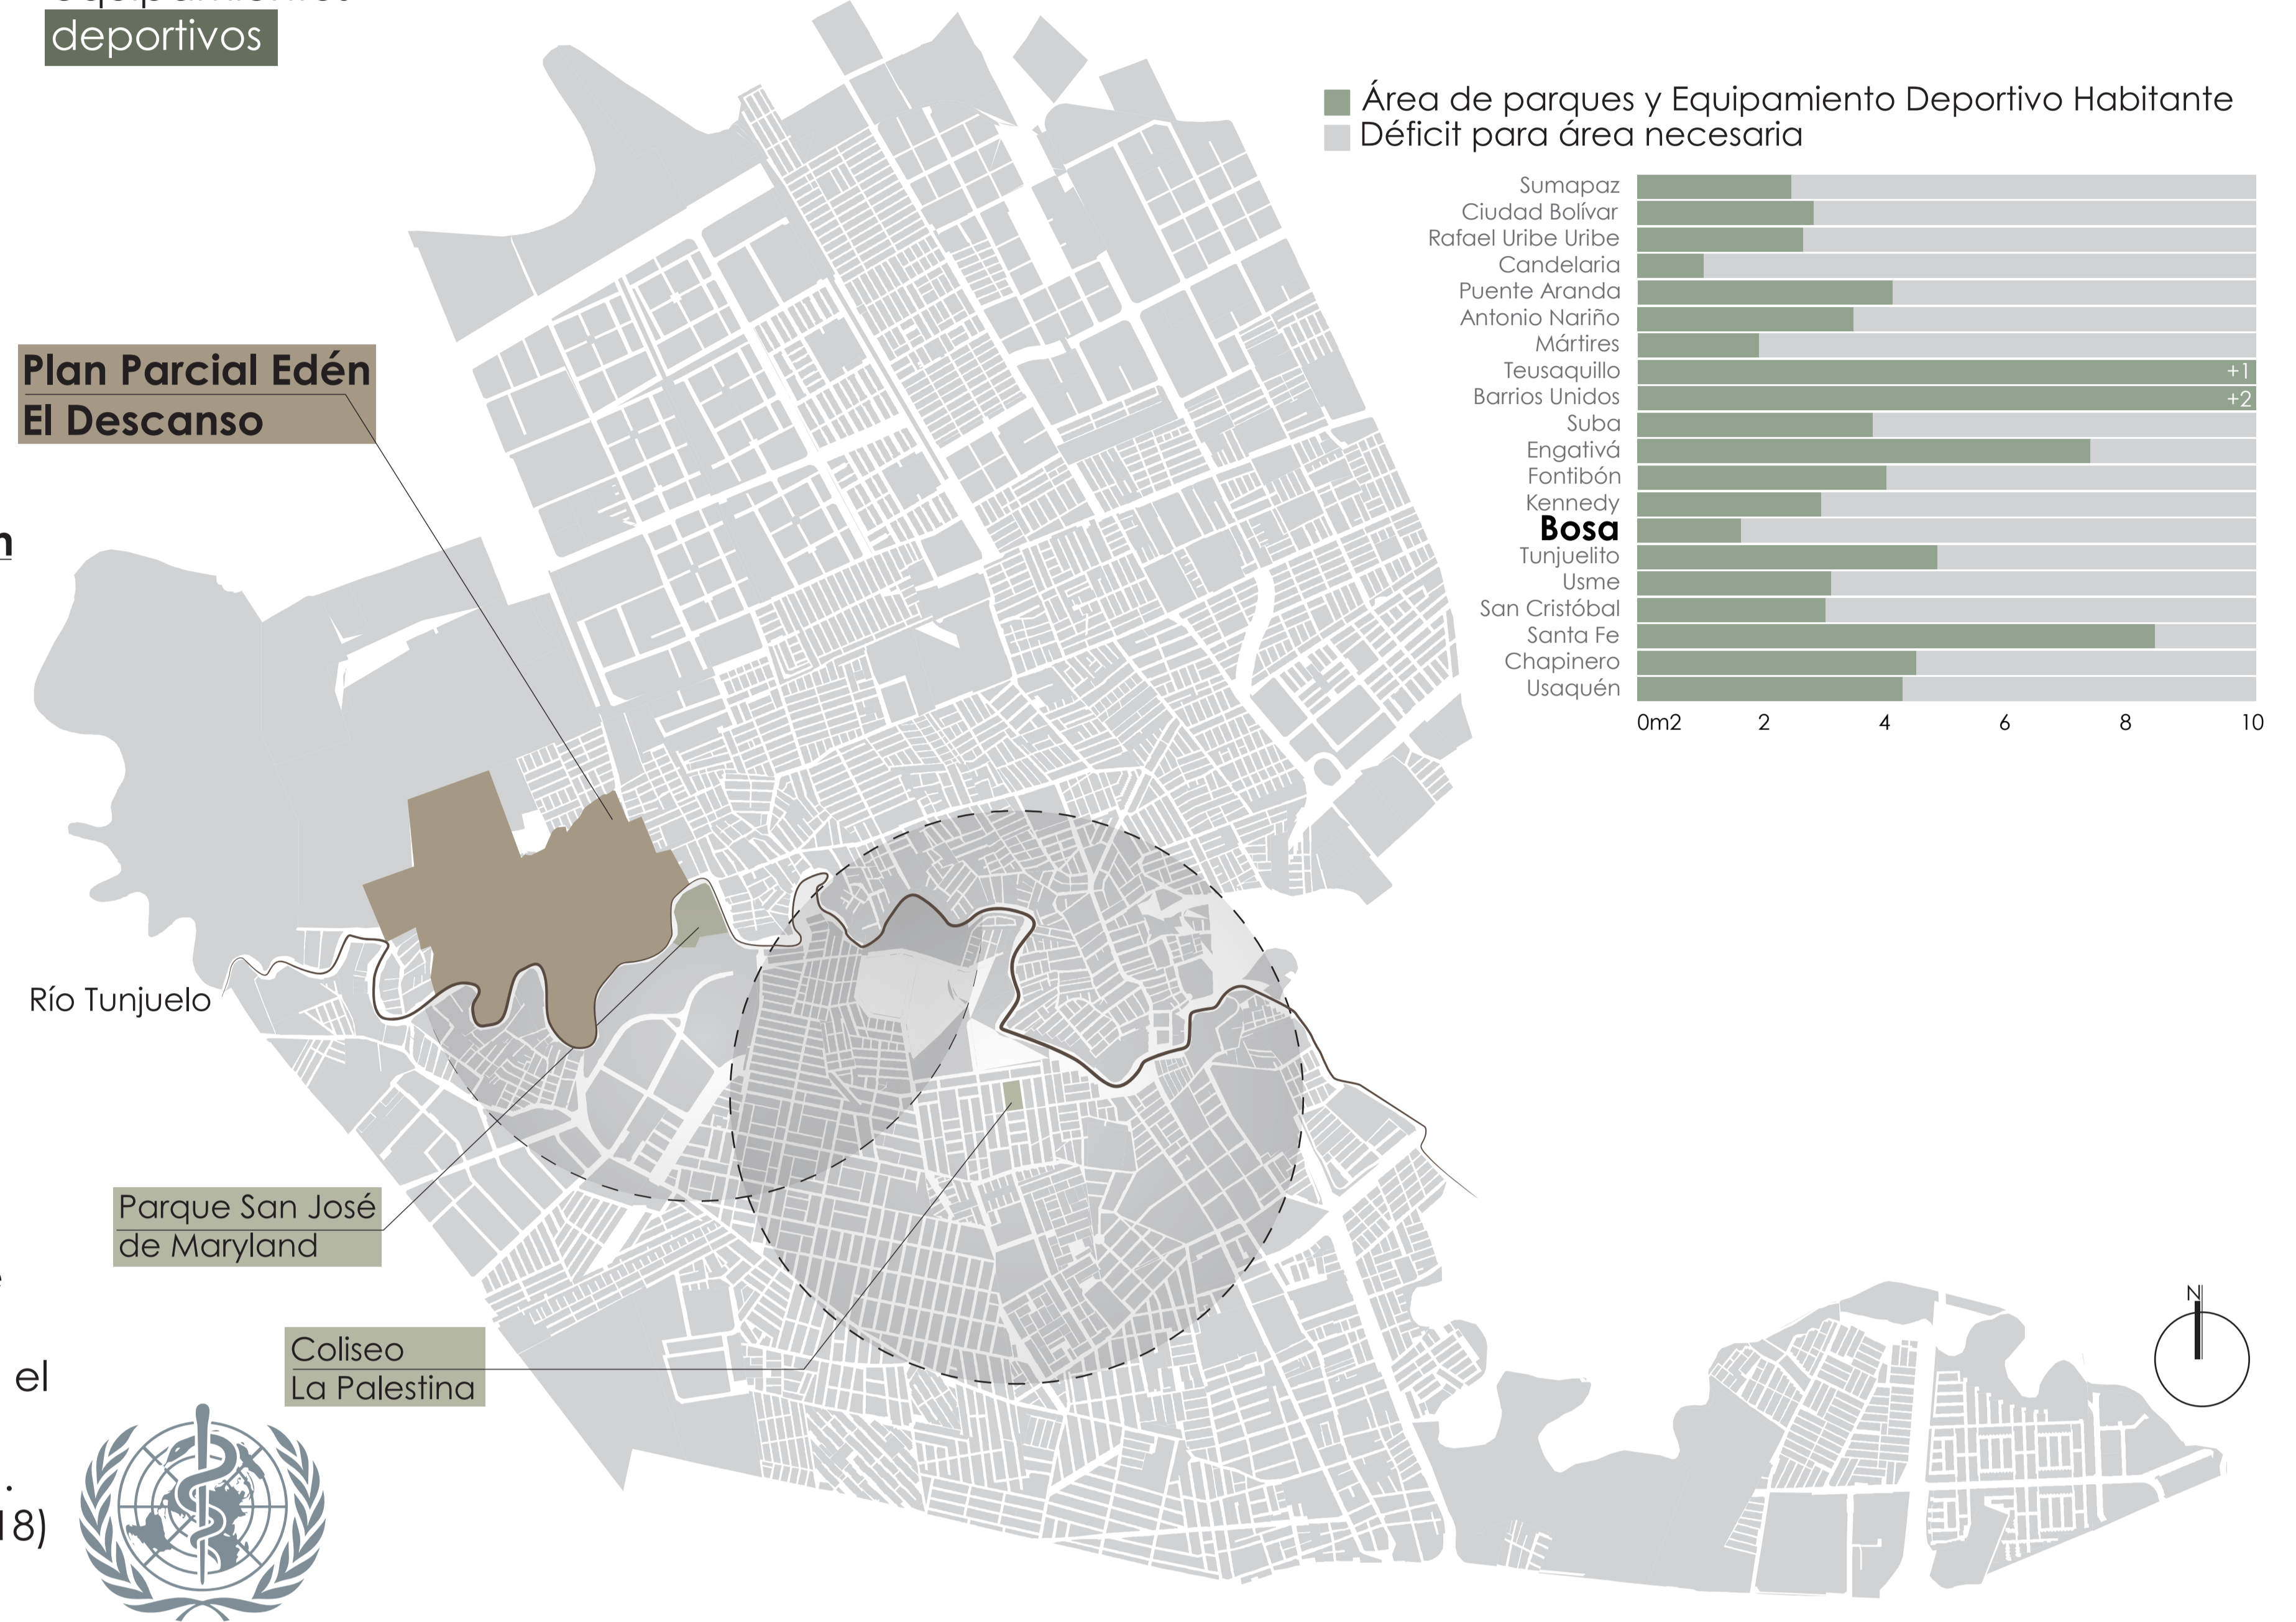 deportivos
Área de parques y Equipamiento Deportivo Habitante
Déficit para área necesaria
Sumapaz
Ciudad Bolívar
Rafael Uribe Uribe
Candelaria
Puente Aranda
Antonio Nariño
Mártires
Teusaquillo
+1
Barrios Unidos
+2
Suba
Engativá
Fontibón
Kennedy
Bosa
Tunjuelito
Usme
San Cristóbal
Santa Fe
Chapinero
Usaquén
0m2 2 4 6 8 10
Plan Parcial Edén
El Descanso
Río Tunjuelo
Parque San José
de Maryland
Coliseo
La Palestina
el
18)
N